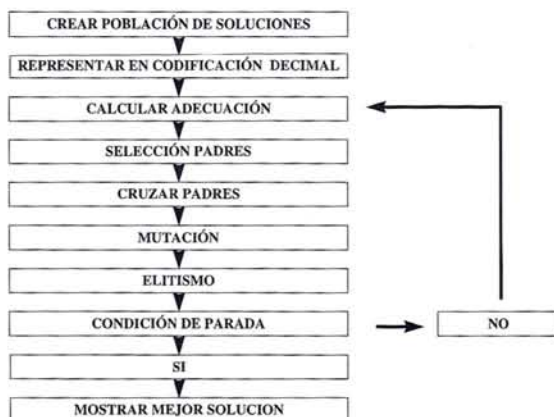 CREAR POBLACIÓN DE SOLUCIONES
REPRESENTAR EN CODIFICACIÓN DECIMAL
CALCULAR ADECUACIÓN
SELECCIÓN PADRES
CRUZAR PADRES
MUTACIÓN
ELITISMO
CONDICIÓN DE PARADA
NO
SI
MOSTRAR MEJOR SOLUCION